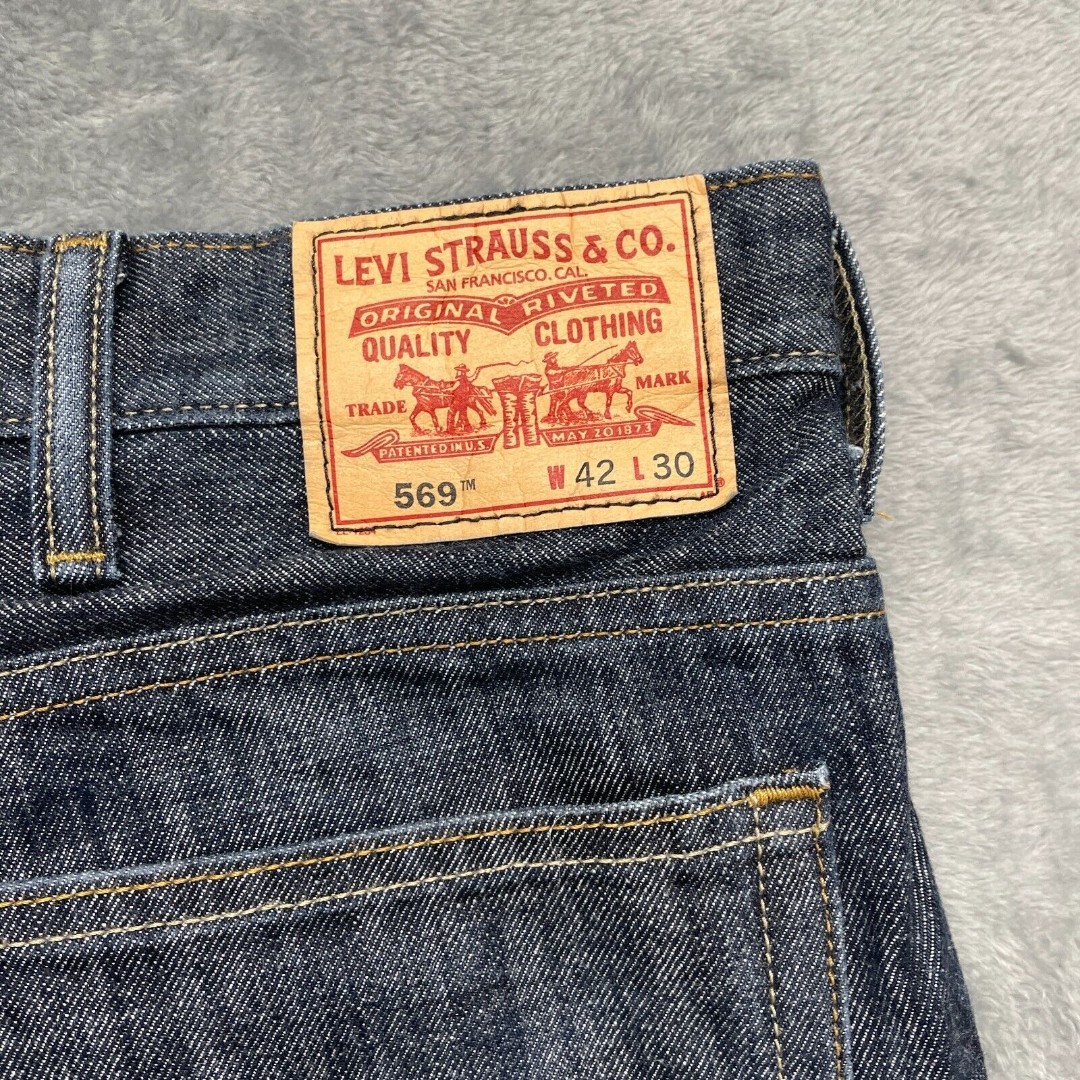 LEVI STRAUSS & CO.
SAN FRANCISCO. CAL.
ORIGINAL RIVETED
QUALITY CLOTHING
TRADE MARK
PATENTED IN U.S. MAY 20 1873
569™ W 42 L 30